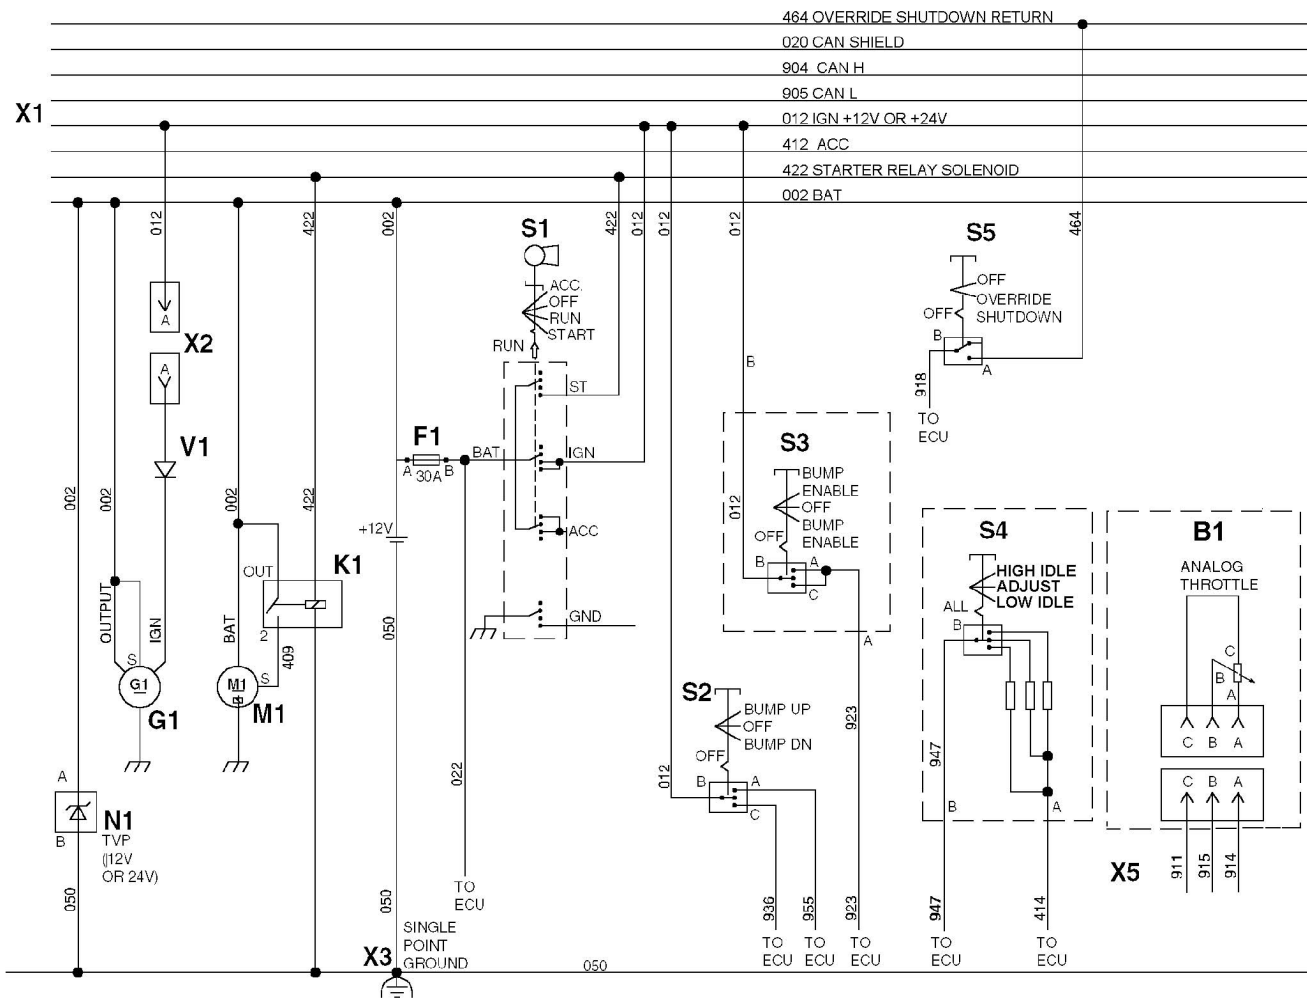 464 OVERRIDE SHUTDOWN RETURN
020 CAN SHIELD
904 CAN H
905 CAN L
X1
012 IGN +12V OR +24V
412 ACC
422 STARTER RELAY SOLENOID
002 BAT
012
422
002
S1
422
012
012
012
S5
464
ACC.
OFF
RUN
START
RUN
OFF
OVERRIDE
SHUTDOWN
OFF
B
A
918
TO
ECU
A
X2
A
V1
ST
B
F1
BAT
IGN
A
30A
B
S3
BUMP
ENABLE
OFF
BUMP
ENABLE
OFF
B
A
C
A
012
002
002
002
422
+12V
ACC
S4
HIGH IDLE
ADJUST
LOW IDLE
ALL
B
B1
ANALOG
THROTTLE
C
B
A
OUT
K1
2
GND
OUTPUT
IGN
BAT
409
050
S
G1
G1
M1
S
M1
S2
BUMP UP
OFF
BUMP DN
OFF
B
A
C
012
923
947
C
B
A
C
B
A
B
A
022
A
B
N1
TVP
(12V
OR 24V)
050
050
TO
ECU
X5
911
915
914
936
955
923
947
414
TO
ECU
TO
ECU
TO
ECU
TO
ECU
TO
ECU
X3
SINGLE
POINT
GROUND
050